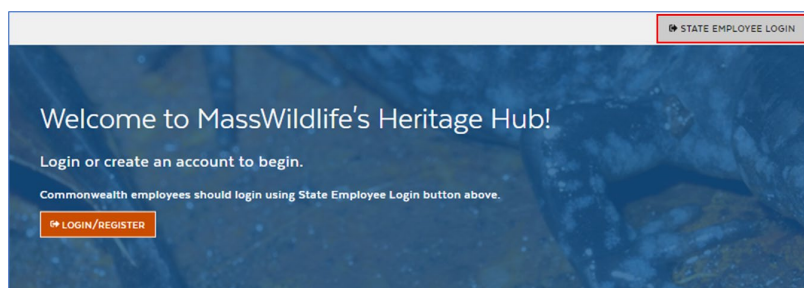 STATE EMPLOYEE LOGIN
Welcome to MassWildlife's Heritage Hub!
Login or create an account to begin.
Commonwealth employees should login using State Employee Login button above.
LOGIN/REGISTER